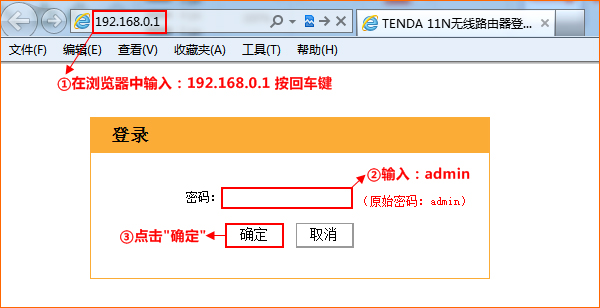 192.168.0.1
TENDA 11N无线路由器登...
文件(F) 编辑(E) 查看(V) 收藏夹(A) 工具(T) 帮助(H)
①在浏览器中输入：192.168.0.1 按回车键
登录
②输入：admin
密码：
（原始密码：admin）
③点击"确定"
确定 取消